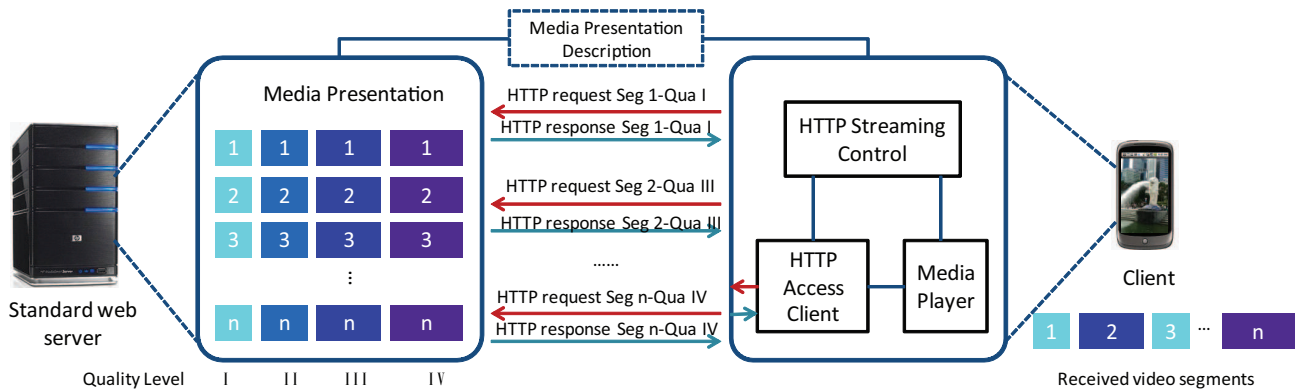 Media Presentation
Description
Media Presentation
HTTP request Seg 1-Qua I
HTTP response Seg 1-Qua I
HTTP request Seg 2-Qua III
HTTP response Seg 2-Qua III
......
HTTP request Seg n-Qua IV
HTTP response Seg n-Qua IV
1 1 1 1
2 2 2 2
3 3 3 3
...
n n n n
HTTP Streaming
Control
HTTP
Access
Client
Media
Player
hp
Standard web
server
Client
1 2 3 ... n
Quality Level I II III IV
Received video segments